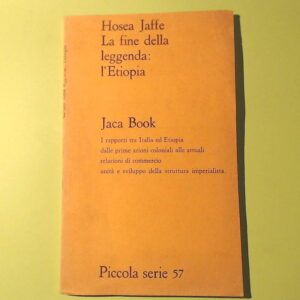 Hosea Jaffe
La fine della
leggenda:
l'Etiopia
Jaca Book
I rapporti tra Italia ed Etiopia
dalle prime azioni coloniali alle attuali
relazioni di commercio
unità e sviluppo della struttura imperialista.
Piccola serie 57